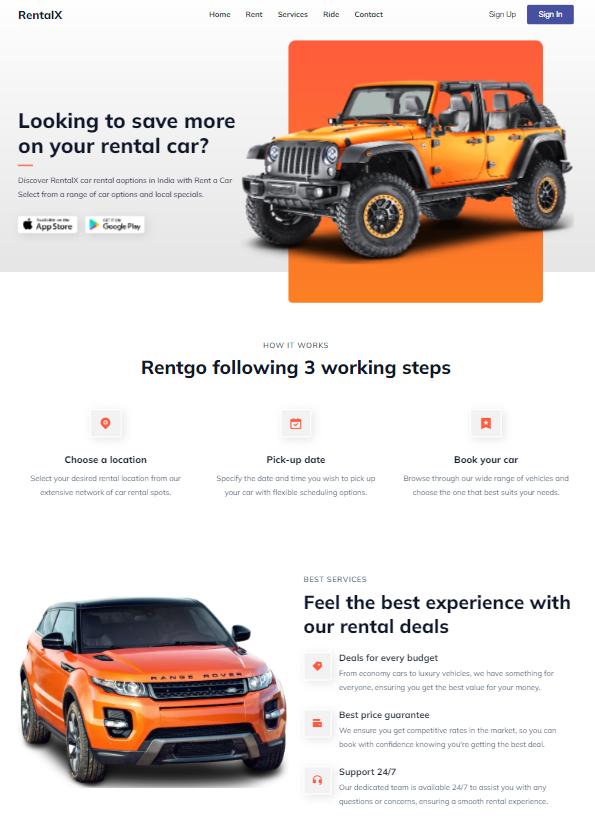 RentalX
Home Rent Services Ride Contact
Sign Up Sign In
Looking to save more
on your rental car?
Discover RentalX car rental aoptions in India with Rent a Car
Select from a range of car options and local specials.
Available on the
App Store
GET IT ON
Google Play
HOW IT WORKS
Rentgo following 3 working steps
Choose a location
Select your desired rental location from our
extensive network of car rental spots.
Pick-up date
Specify the date and time you wish to pick up
your car with flexible scheduling options.
Book your car
Browse through our wide range of vehicles and
choose the one that best suits your needs.
RANGE ROVER
BEST SERVICES
Feel the best experience with
our rental deals
Deals for every budget
From economy cars to luxury vehicles, we have something for
everyone, ensuring you get the best value for your money.
Best price guarantee
We ensure you get competitive rates in the market, so you can
book with confidence knowing you're getting the best deal.
Support 24/7
Our dedicated team is available 24/7 to assist you with any
questions or concerns, ensuring a smooth rental experience.